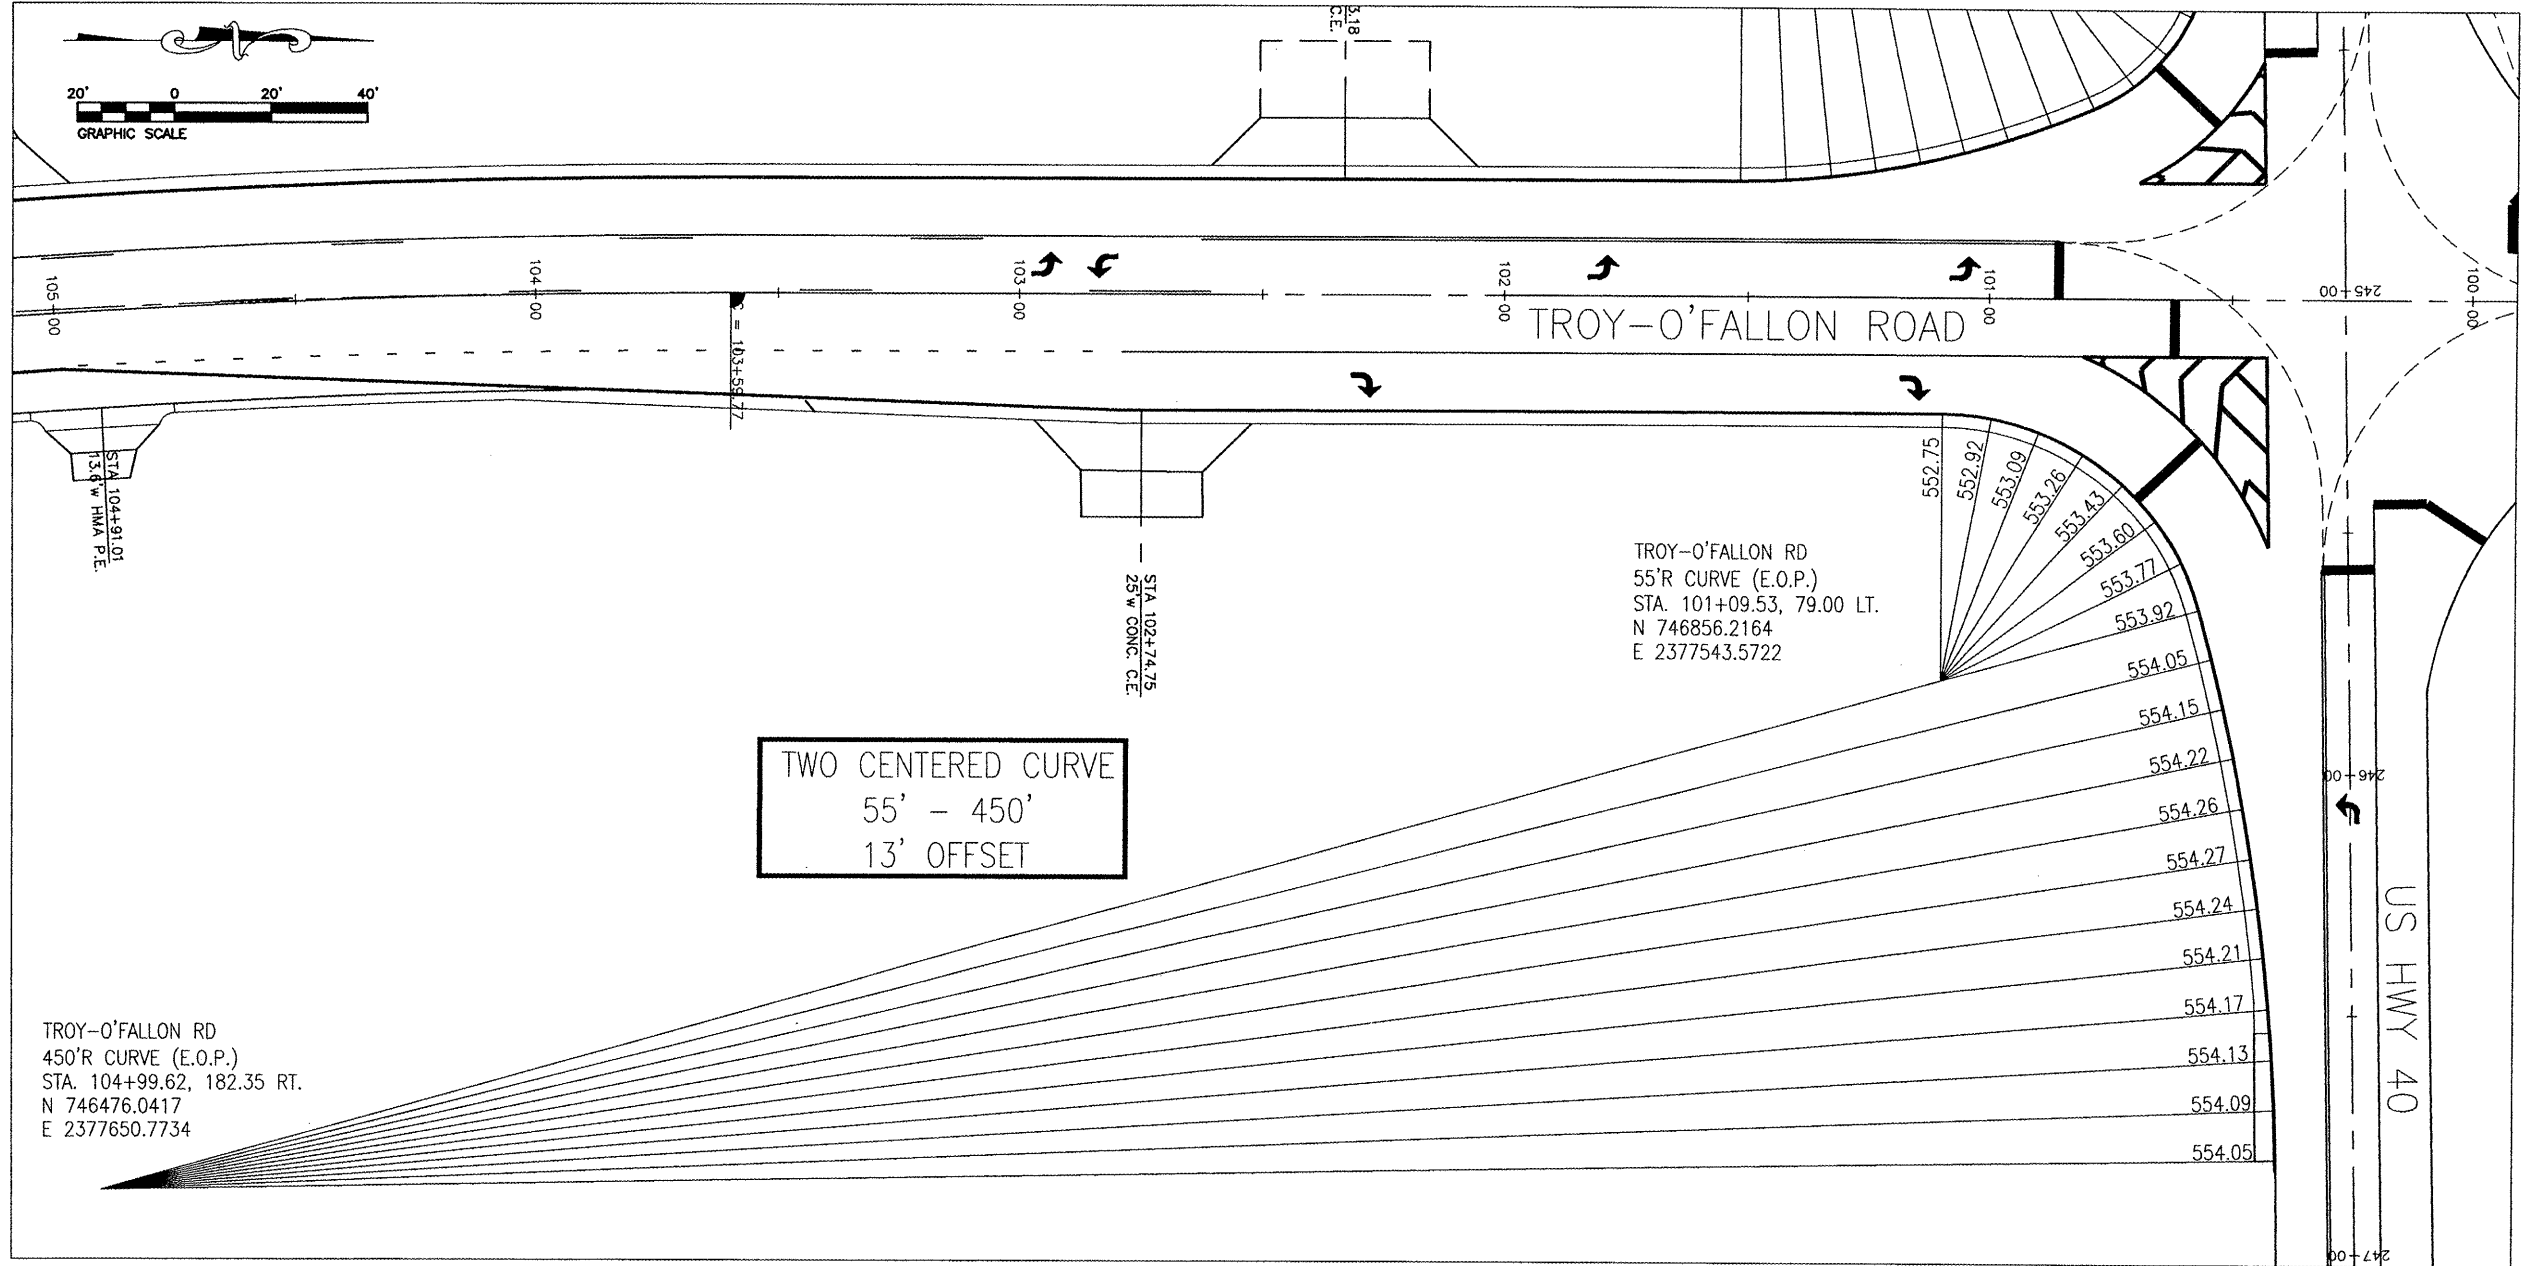 20' 0 20' 40'
GRAPHIC SCALE
3.18
C.E.
105+00
104+00
103+00
102+00
101+00
100+00
245+00
TROY-O'FALLON ROAD
STA 104+91.01
13.6'w HMA P.E.
STA 102+74.75
25'w CONC. C.E.
552.75
552.92
553.09
553.26
553.43
553.60
553.77
553.92
554.05
554.15
554.22
554.26
554.27
554.24
554.21
554.17
554.13
554.09
554.05
TROY-O'FALLON RD
55'R CURVE (E.O.P.)
STA. 101+09.53, 79.00 LT.
N 746856.2164
E 2377543.5722
TWO CENTERED CURVE
55' - 450'
13' OFFSET
246+00
US HWY 40
247+00
TROY-O'FALLON RD
450'R CURVE (E.O.P.)
STA. 104+99.62, 182.35 RT.
N 746476.0417
E 2377650.7734